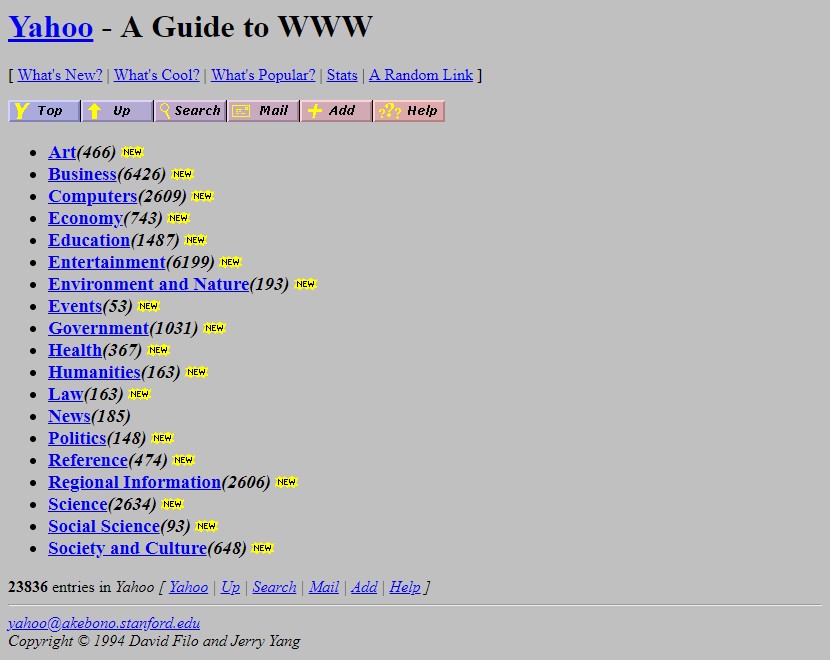 Yahoo - A Guide to WWW
[ What's New? | What's Cool? | What's Popular? | Stats | A Random Link ]
Y Top Up Search Mail Add ??? Help
Art(466) NEW
Business(6426) NEW
Computers(2609) NEW
Economy(743) NEW
Education(1487) NEW
Entertainment(6199) NEW
Environment and Nature(193) NEW
Events(53) NEW
Government(1031) NEW
Health(367) NEW
Humanities(163) NEW
Law(163) NEW
News(185)
Politics(148) NEW
Reference(474) NEW
Regional Information(2606) NEW
Science(2634) NEW
Social Science(93) NEW
Society and Culture(648) NEW
23836 entries in Yahoo [ Yahoo | Up | Search | Mail | Add | Help ]
yahoo@akebono.stanford.edu
Copyright © 1994 David Filo and Jerry Yang